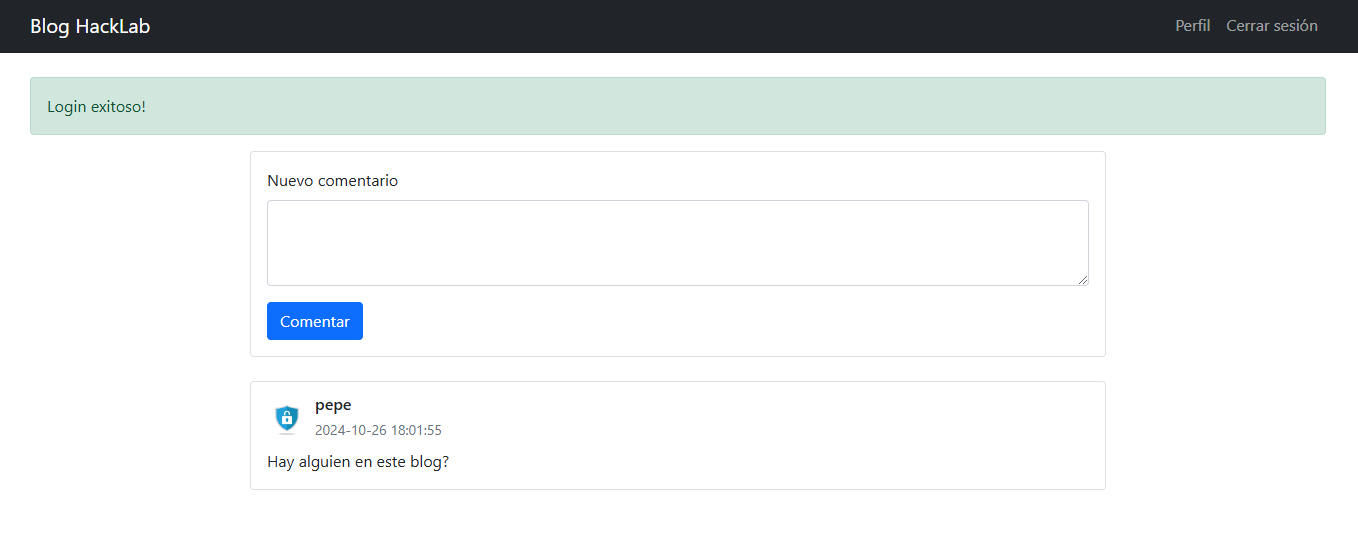 Blog HackLab Perfil Cerrar sesión
Login exitoso!
Nuevo comentario
Comentar
pepe
2024-10-26 18:01:55
Hay alguien en este blog?